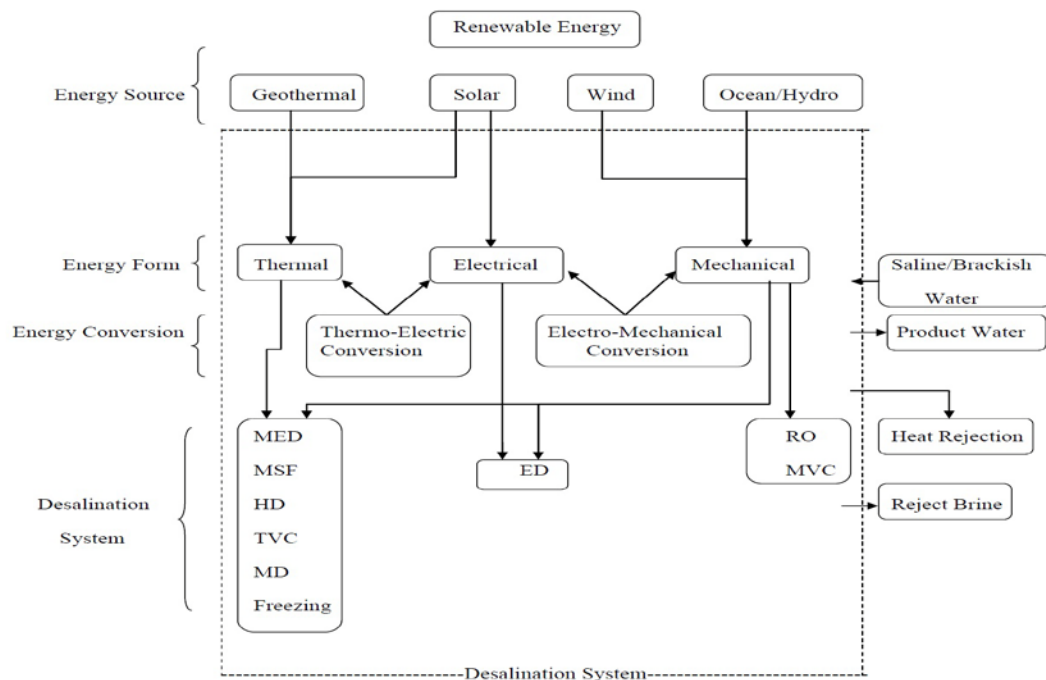 Renewable Energy
Energy Source
Geothermal
Solar
Wind
Ocean/Hydro
Energy Form
Thermal
Electrical
Mechanical
Saline/Brackish
Water
Energy Conversion
Thermo-Electric
Conversion
Electro-Mechanical
Conversion
Product Water
Desalination
System
MED
MSF
HD
TVC
MD
Freezing
ED
RO
MVC
Heat Rejection
Reject Brine
Desalination System